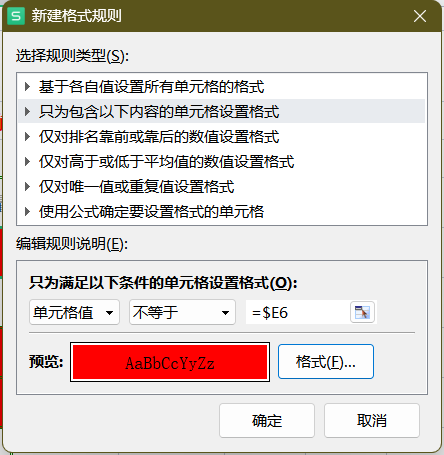 新建格式规则
选择规则类型(S):
基于各自值设置所有单元格的格式
只为包含以下内容的单元格设置格式
仅对排名靠前或靠后的数值设置格式
仅对高于或低于平均值的数值设置格式
仅对唯一值或重复值设置格式
使用公式确定要设置格式的单元格
编辑规则说明(E):
只为满足以下条件的单元格设置格式(O):
单元格值 不等于 =$E6
预览: AaBbCcYyZz 格式(F)...
确定 取消